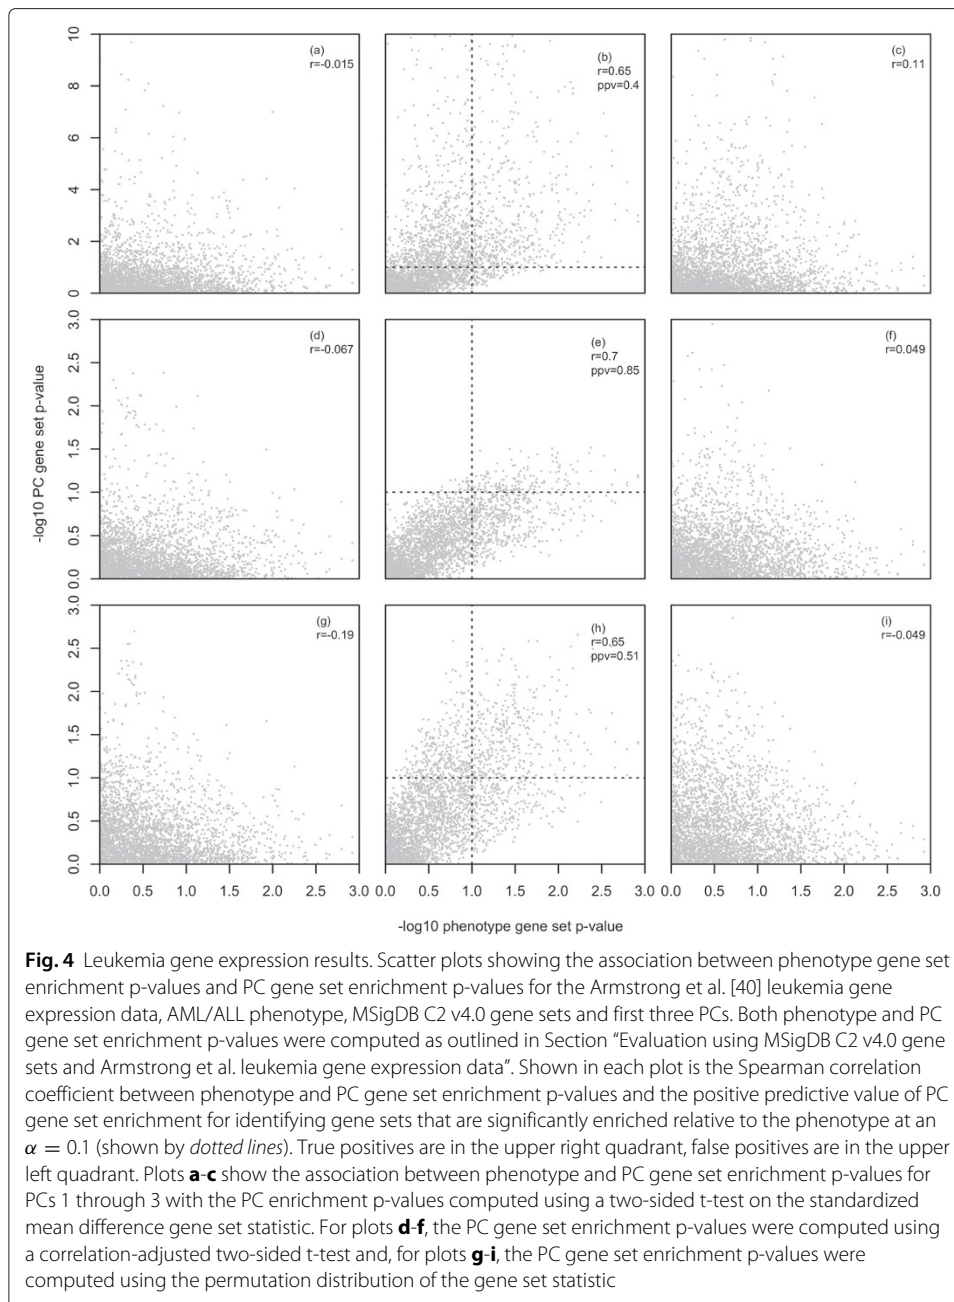 10
8
6
4
2
0
(a)
r=-0.015
(b)
r=0.65
ppv=0.4
(c)
r=0.11
-log10 PC gene set p-value
3.0
2.5
2.0
1.5
1.0
0.5
0.0
(d)
r=-0.067
(e)
r=0.7
ppv=0.85
(f)
r=0.049
3.0
2.5
2.0
1.5
1.0
0.5
0.0
(g)
r=-0.19
(h)
r=0.65
ppv=0.51
(i)
r=-0.049
0.0 0.5 1.0 1.5 2.0 2.5 3.0 0.0 0.5 1.0 1.5 2.0 2.5 3.0 0.0 0.5 1.0 1.5 2.0 2.5 3.0
-log10 phenotype gene set p-value
Fig. 4 Leukemia gene expression results. Scatter plots showing the association between phenotype gene set
enrichment p-values and PC gene set enrichment p-values for the Armstrong et al. [40] leukemia gene
expression data, AML/ALL phenotype, MSigDB C2 v4.0 gene sets and first three PCs. Both phenotype and PC
gene set enrichment p-values were computed as outlined in Section “Evaluation using MSigDB C2 v4.0 gene
sets and Armstrong et al. leukemia gene expression data”. Shown in each plot is the Spearman correlation
coefficient between phenotype and PC gene set enrichment p-values and the positive predictive value of PC
gene set enrichment for identifying gene sets that are significantly enriched relative to the phenotype at an
α = 0.1 (shown by dotted lines). True positives are in the upper right quadrant, false positives are in the upper
left quadrant. Plots a-c show the association between phenotype and PC gene set enrichment p-values for
PCs 1 through 3 with the PC enrichment p-values computed using a two-sided t-test on the standardized
mean difference gene set statistic. For plots d-f, the PC gene set enrichment p-values were computed using
a correlation-adjusted two-sided t-test and, for plots g-i, the PC gene set enrichment p-values were
computed using the permutation distribution of the gene set statistic